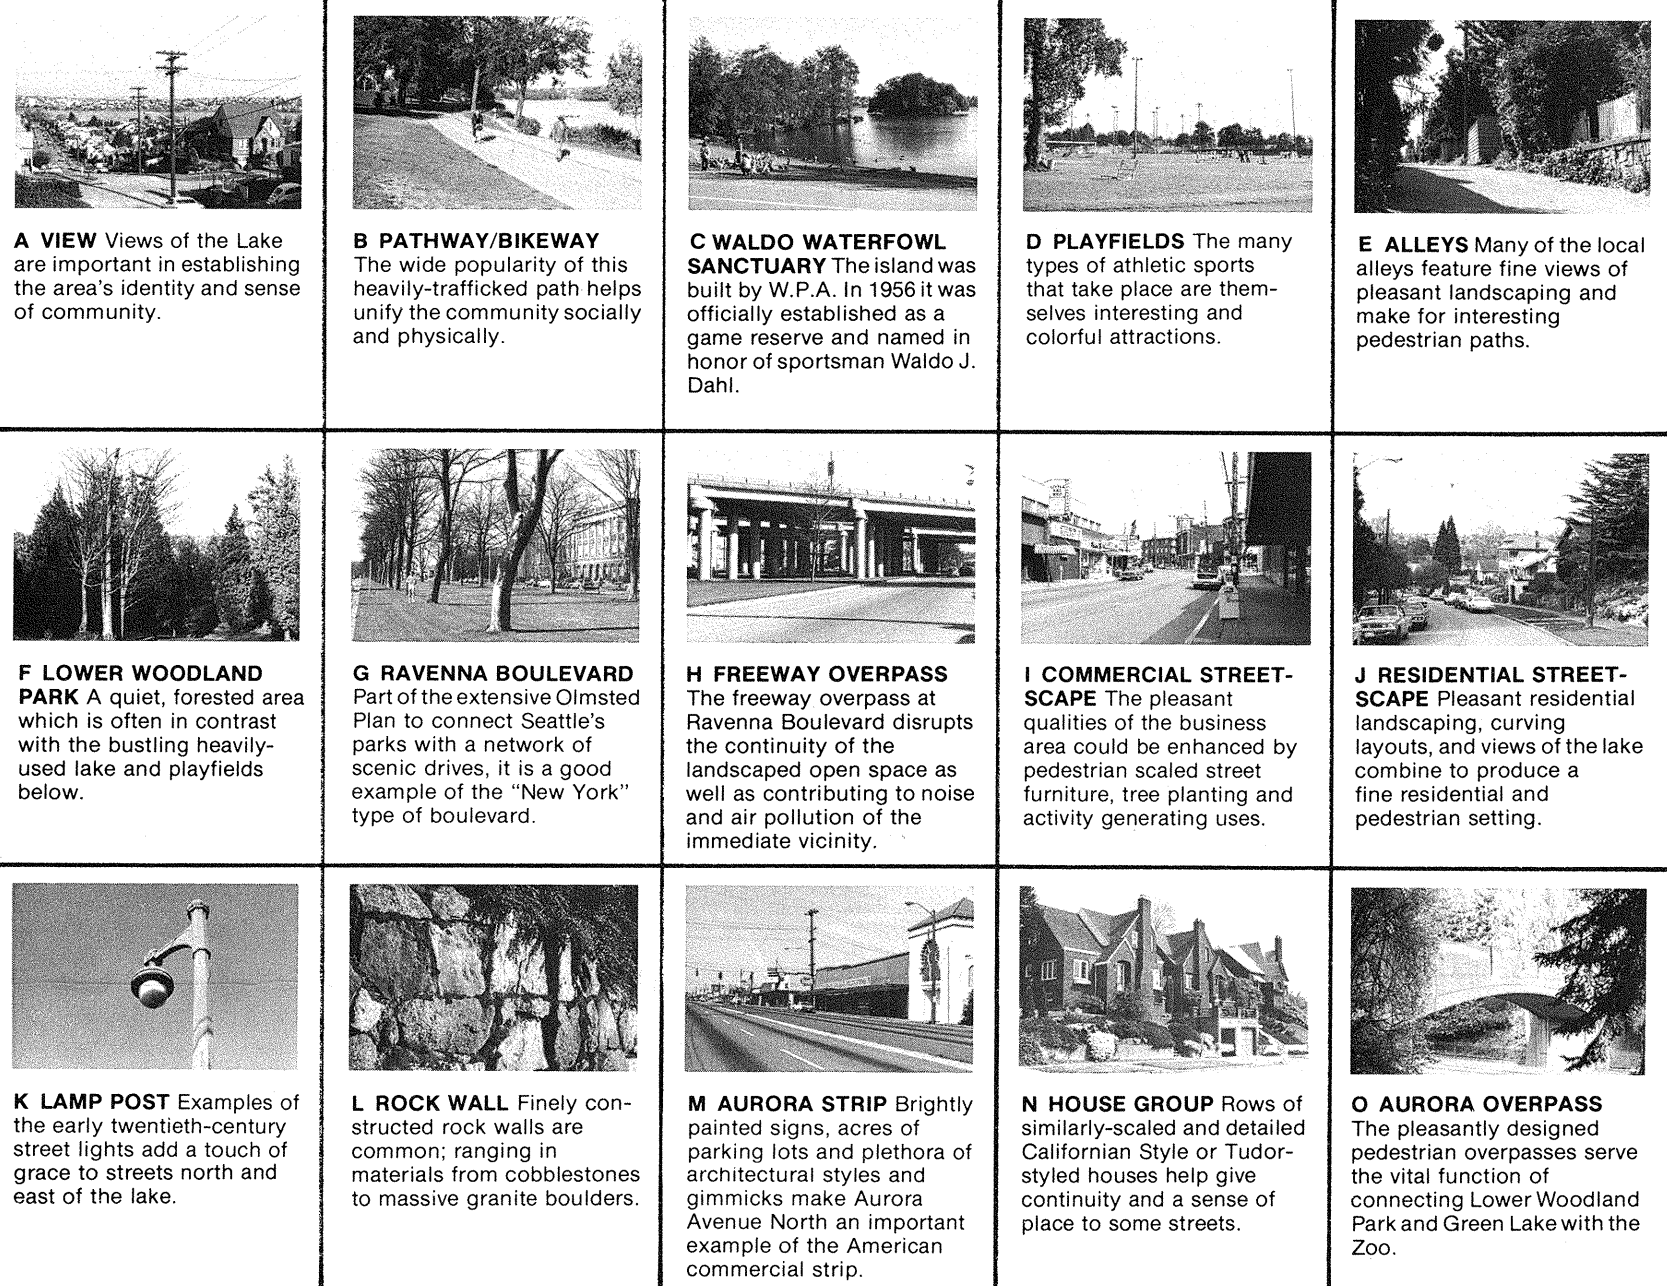 A VIEW Views of the Lake
are important in establishing
the area's identity and sense
of community.
B PATHWAY/BIKEWAY
The wide popularity of this
heavily-trafficked path helps
unify the community socially
and physically.
C WALDO WATERFOWL
SANCTUARY The island was
built by W.P.A. In 1956 it was
officially established as a
game reserve and named in
honor of sportsman Waldo J.
Dahl.
D PLAYFIELDS The many
types of athletic sports
that take place are them-
selves interesting and
colorful attractions.
E ALLEYS Many of the local
alleys feature fine views of
pleasant landscaping and
make for interesting
pedestrian paths.
F LOWER WOODLAND
PARK A quiet, forested area
which is often in contrast
with the bustling heavily-
used lake and playfields
below.
G RAVENNA BOULEVARD
Part of the extensive Olmsted
Plan to connect Seattle's
parks with a network of
scenic drives, it is a good
example of the "New York"
type of boulevard.
H FREEWAY OVERPASS
The freeway overpass at
Ravenna Boulevard disrupts
the continuity of the
landscaped open space as
well as contributing to noise
and air pollution of the
immediate vicinity.
I COMMERCIAL STREET-
SCAPE The pleasant
qualities of the business
area could be enhanced by
pedestrian scaled street
furniture, tree planting and
activity generating uses.
J RESIDENTIAL STREET-
SCAPE Pleasant residential
landscaping, curving
layouts, and views of the lake
combine to produce a
fine residential and
pedestrian setting.
K LAMP POST Examples of
the early twentieth-century
street lights add a touch of
grace to streets north and
east of the lake.
L ROCK WALL Finely con-
structed rock walls are
common; ranging in
materials from cobblestones
to massive granite boulders.
M AURORA STRIP Brightly
painted signs, acres of
parking lots and plethora of
architectural styles and
gimmicks make Aurora
Avenue North an important
example of the American
commercial strip.
N HOUSE GROUP Rows of
similarly-scaled and detailed
Californian Style or Tudor-
styled houses help give
continuity and a sense of
place to some streets.
O AURORA OVERPASS
The pleasantly designed
pedestrian overpasses serve
the vital function of
connecting Lower Woodland
Park and Green Lake with the
Zoo.